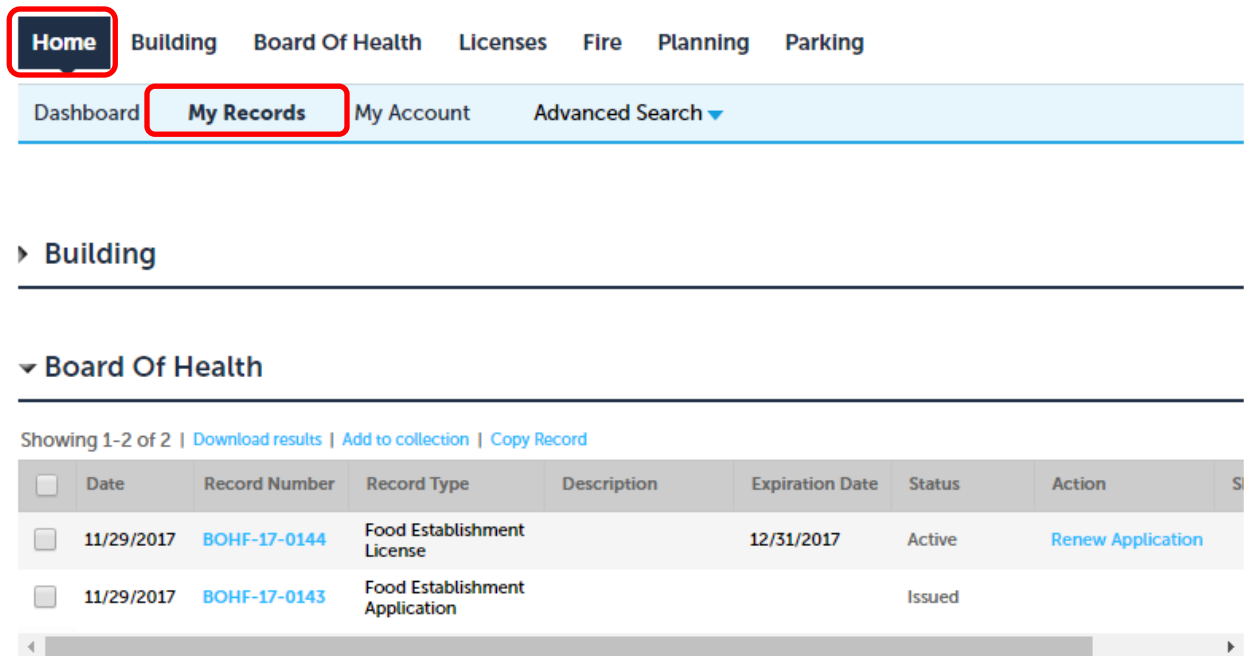 Home Building Board Of Health Licenses Fire Planning Parking
Dashboard My Records My Account Advanced Search
Building
Board Of Health
Showing 1-2 of 2 | Download results | Add to collection | Copy Record
Date Record Number Record Type Description Expiration Date Status Action
11/29/2017 BOHF-17-0144 Food Establishment License 12/31/2017 Active Renew Application
11/29/2017 BOHF-17-0143 Food Establishment Application Issued